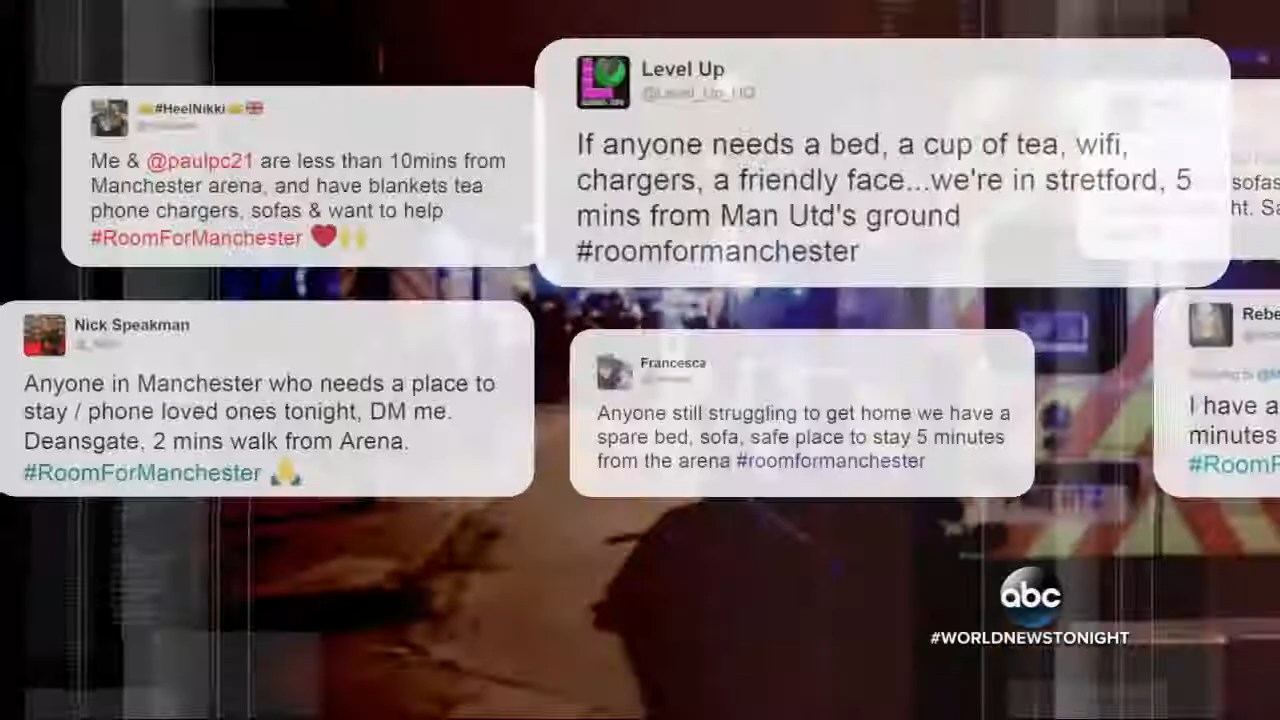 #HeelNikki
Me & @paulpc21 are less than 10mins from
Manchester arena, and have blankets tea
phone chargers, sofas & want to help
#RoomForManchester ❤️🙌
Level Up
@Level_Up_HQ
If anyone needs a bed, a cup of tea, wifi,
chargers, a friendly face...we're in stretford, 5
mins from Man Utd's ground
#roomformanchester
sofas
ht. Sa
Nick Speakman
Anyone in Manchester who needs a place to
stay / phone loved ones tonight, DM me.
Deansgate, 2 mins walk from Arena.
#RoomForManchester 🙏
Francesca
Anyone still struggling to get home we have a
spare bed, sofa, safe place to stay 5 minutes
from the arena #roomformanchester
Rebe
I have a
minutes
#RoomF
abc
#WORLDNEWSTONIGHT